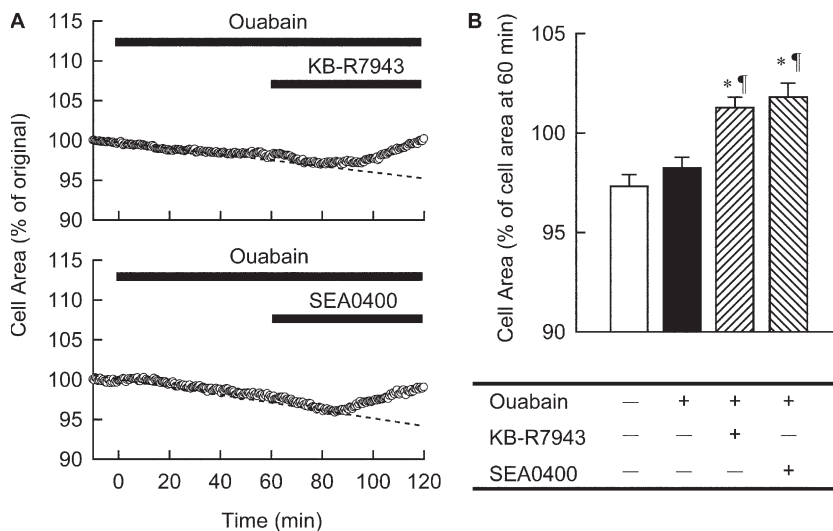 A
115
Ouabain
110
KB-R7943
105
100
95
90
115
Ouabain
110
SEA0400
105
100
95
90
0 20 40 60 80 100 120
Time (min)
Cell Area (% of original)
B
105
* ¶
* ¶
100
95
90
Cell Area (% of cell area at 60 min)
Ouabain — + + +
KB-R7943 — — + —
SEA0400 — — — +